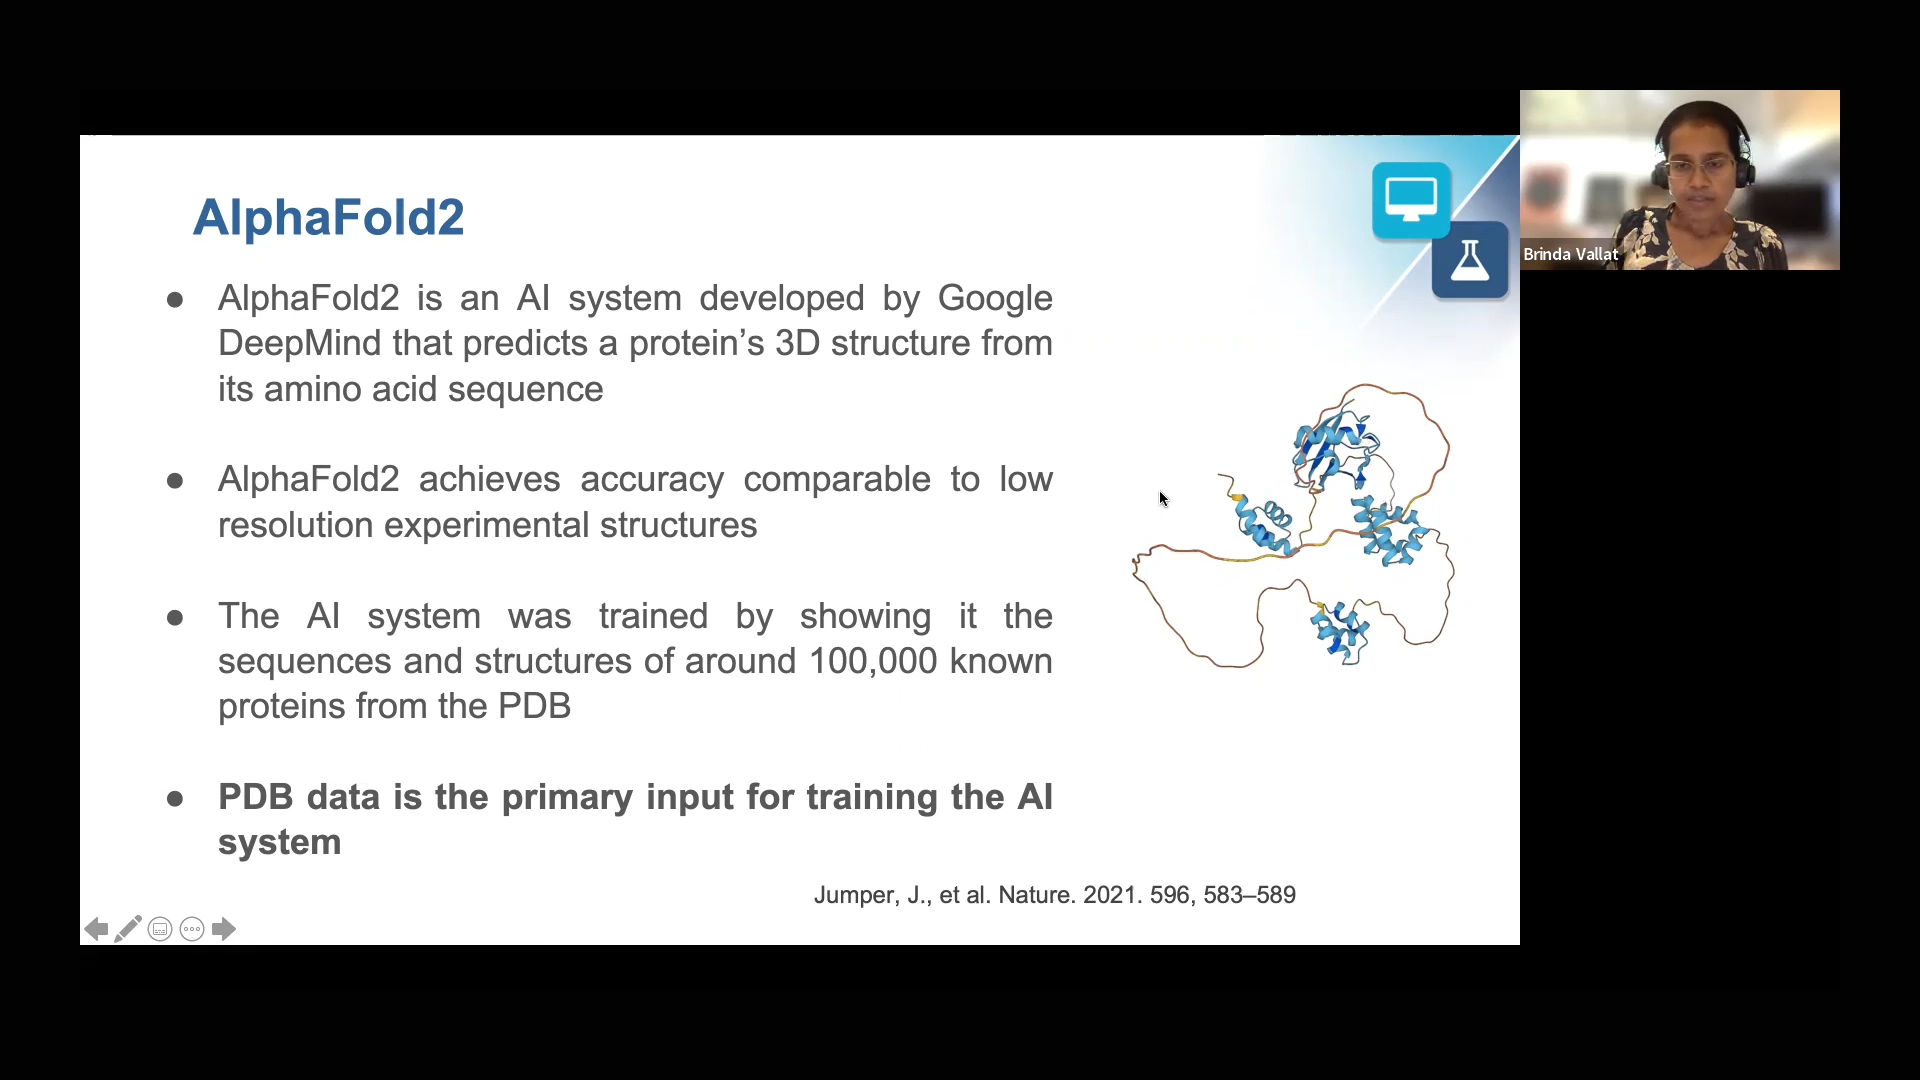 AlphaFold2
● AlphaFold2 is an AI system developed by Google
DeepMind that predicts a protein’s 3D structure from
its amino acid sequence
● AlphaFold2 achieves accuracy comparable to low
resolution experimental structures
● The AI system was trained by showing it the
sequences and structures of around 100,000 known
proteins from the PDB
● PDB data is the primary input for training the AI
system
Jumper, J., et al. Nature. 2021. 596, 583–589
Brinda Vallat